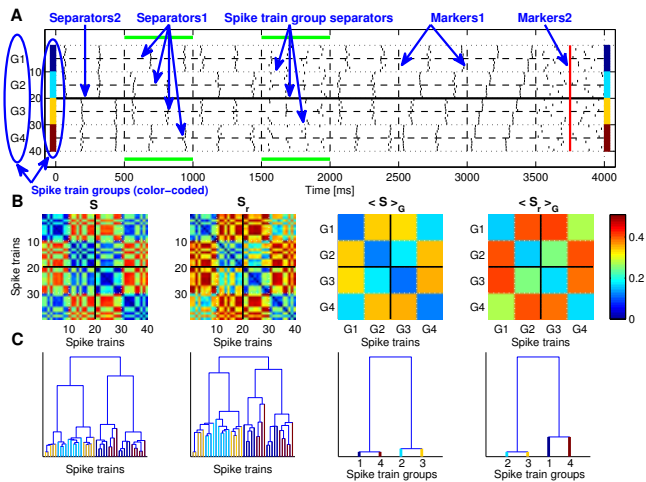 A
Separators2 Separators1 Spike train group separators Markers1 Markers2
G1
10
G2
20
G3
30
G4
40
0 500 1000 1500 2000 2500 3000 3500 4000
Spike train groups (color−coded)
Time [ms]
B
S S_r < S >_G < S_r >_G
Spike trains
10
20
30
10 20 30 40
Spike trains
10
20
30
10 20 30 40
Spike trains
G1
G2
G3
G4
G1 G2 G3 G4
Spike trains
G1
G2
G3
G4
G1 G2 G3 G4
Spike trains
0.4
0.2
0
C
Spike trains
Spike trains
1 4 2 3
Spike train groups
2 3 1 4
Spike train groups